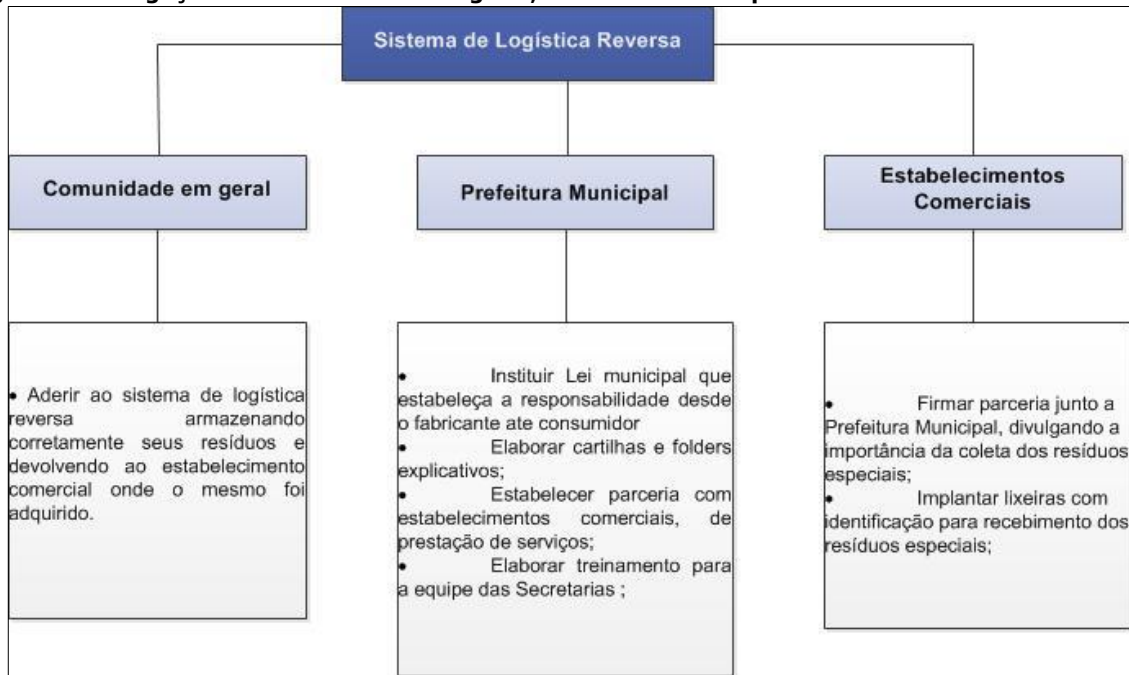 Sistema de Logística Reversa
Comunidade em geral
Prefeitura Municipal
Estabelecimentos
Comerciais
• Aderir ao sistema de logística
reversa armazenando
corretamente seus resíduos e
devolvendo ao estabelecimento
comercial onde o mesmo foi
adquirido.
• Instituir Lei municipal que
estabeleça a responsabilidade desde
o fabricante ate consumidor
• Elaborar cartilhas e folders
explicativos;
• Estabelecer parceria com
estabelecimentos comerciais, de
prestação de serviços;
• Elaborar treinamento para
a equipe das Secretarias ;
• Firmar parceria junto a
Prefeitura Municipal, divulgando a
importância da coleta dos resíduos
especiais;
• Implantar lixeiras com
identificação para recebimento dos
resíduos especiais;